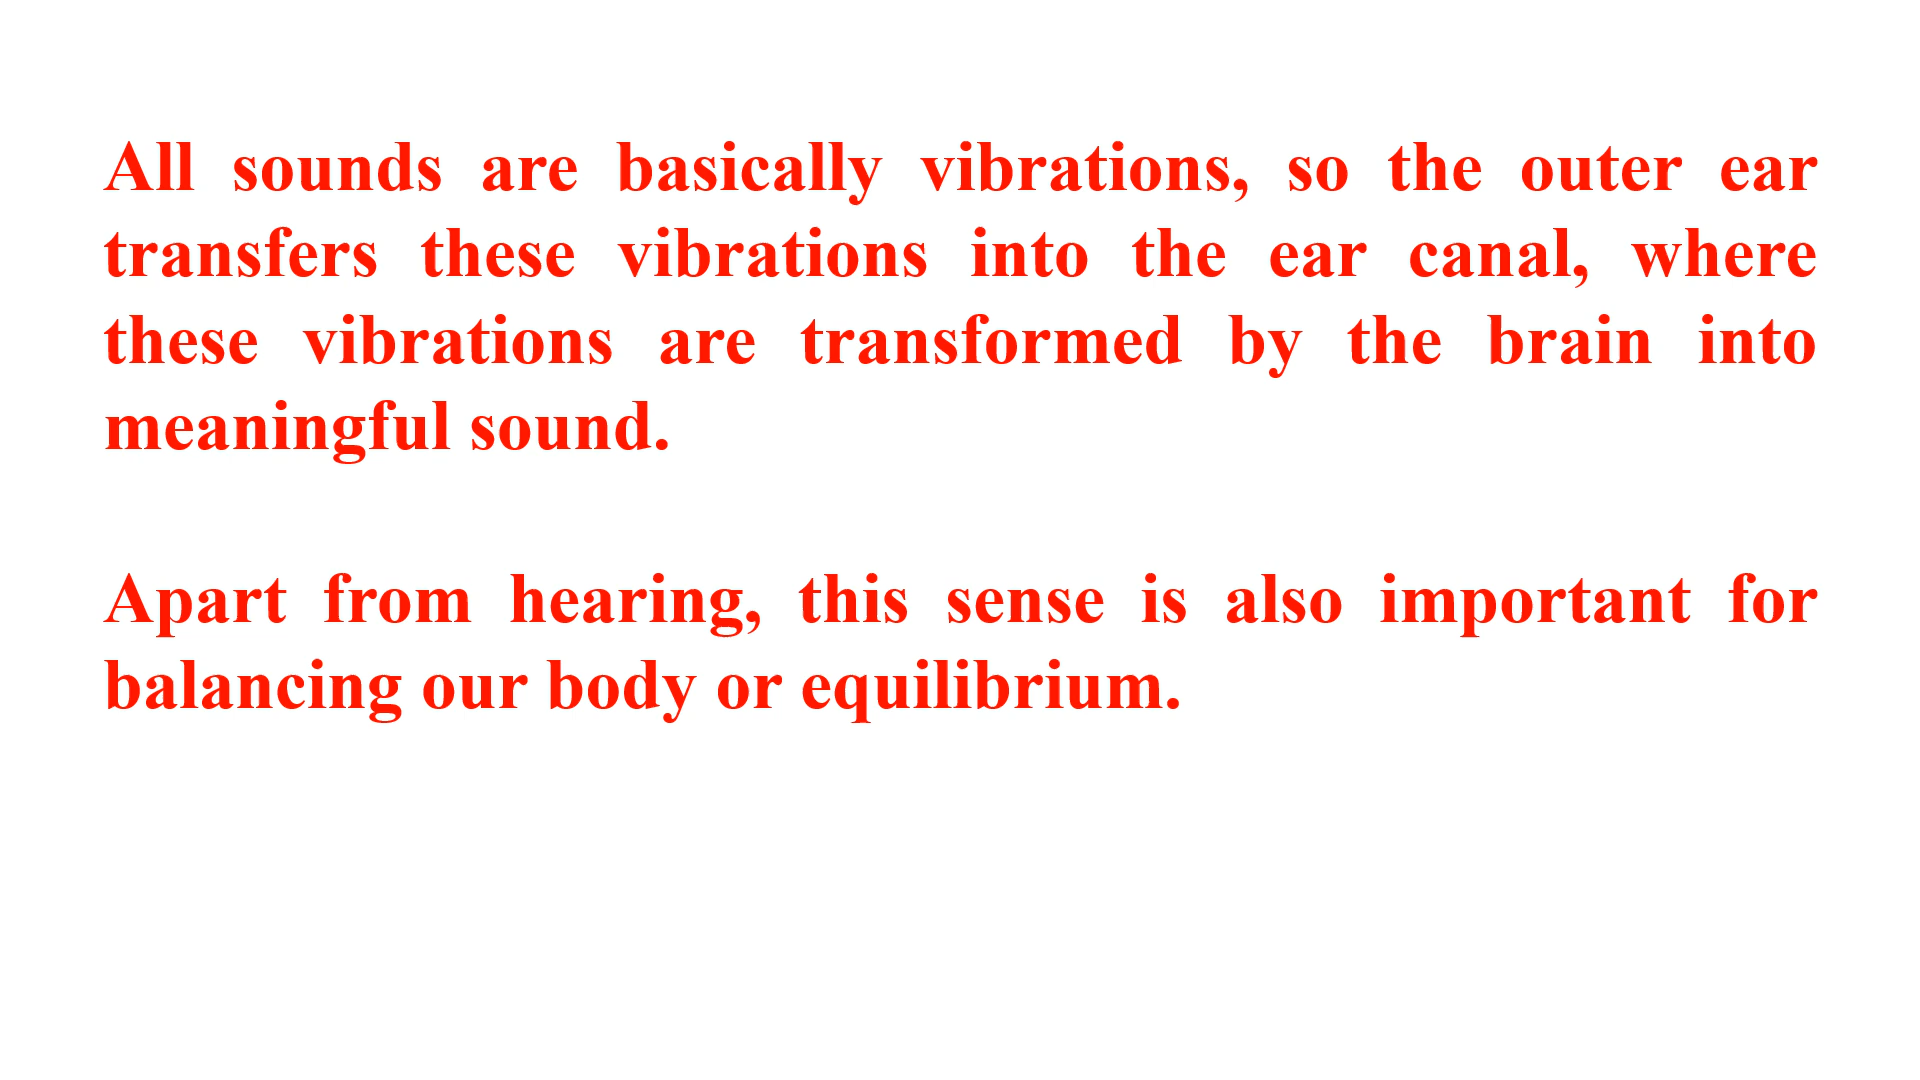 All sounds are basically vibrations, so the outer ear
transfers these vibrations into the ear canal, where
these vibrations are transformed by the brain into
meaningful sound.
Apart from hearing, this sense is also important for
balancing our body or equilibrium.